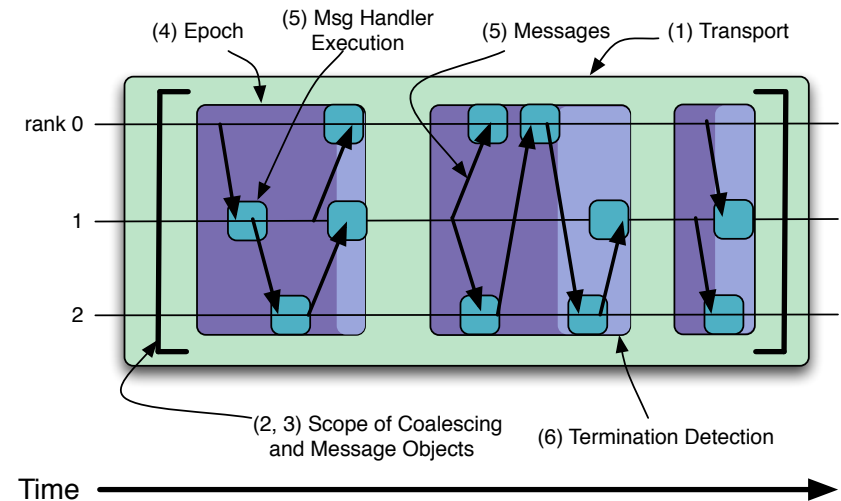 (4) Epoch
(5) Msg Handler
Execution
(5) Messages
(1) Transport
rank 0
1
2
(2, 3) Scope of Coalescing
and Message Objects
(6) Termination Detection
Time